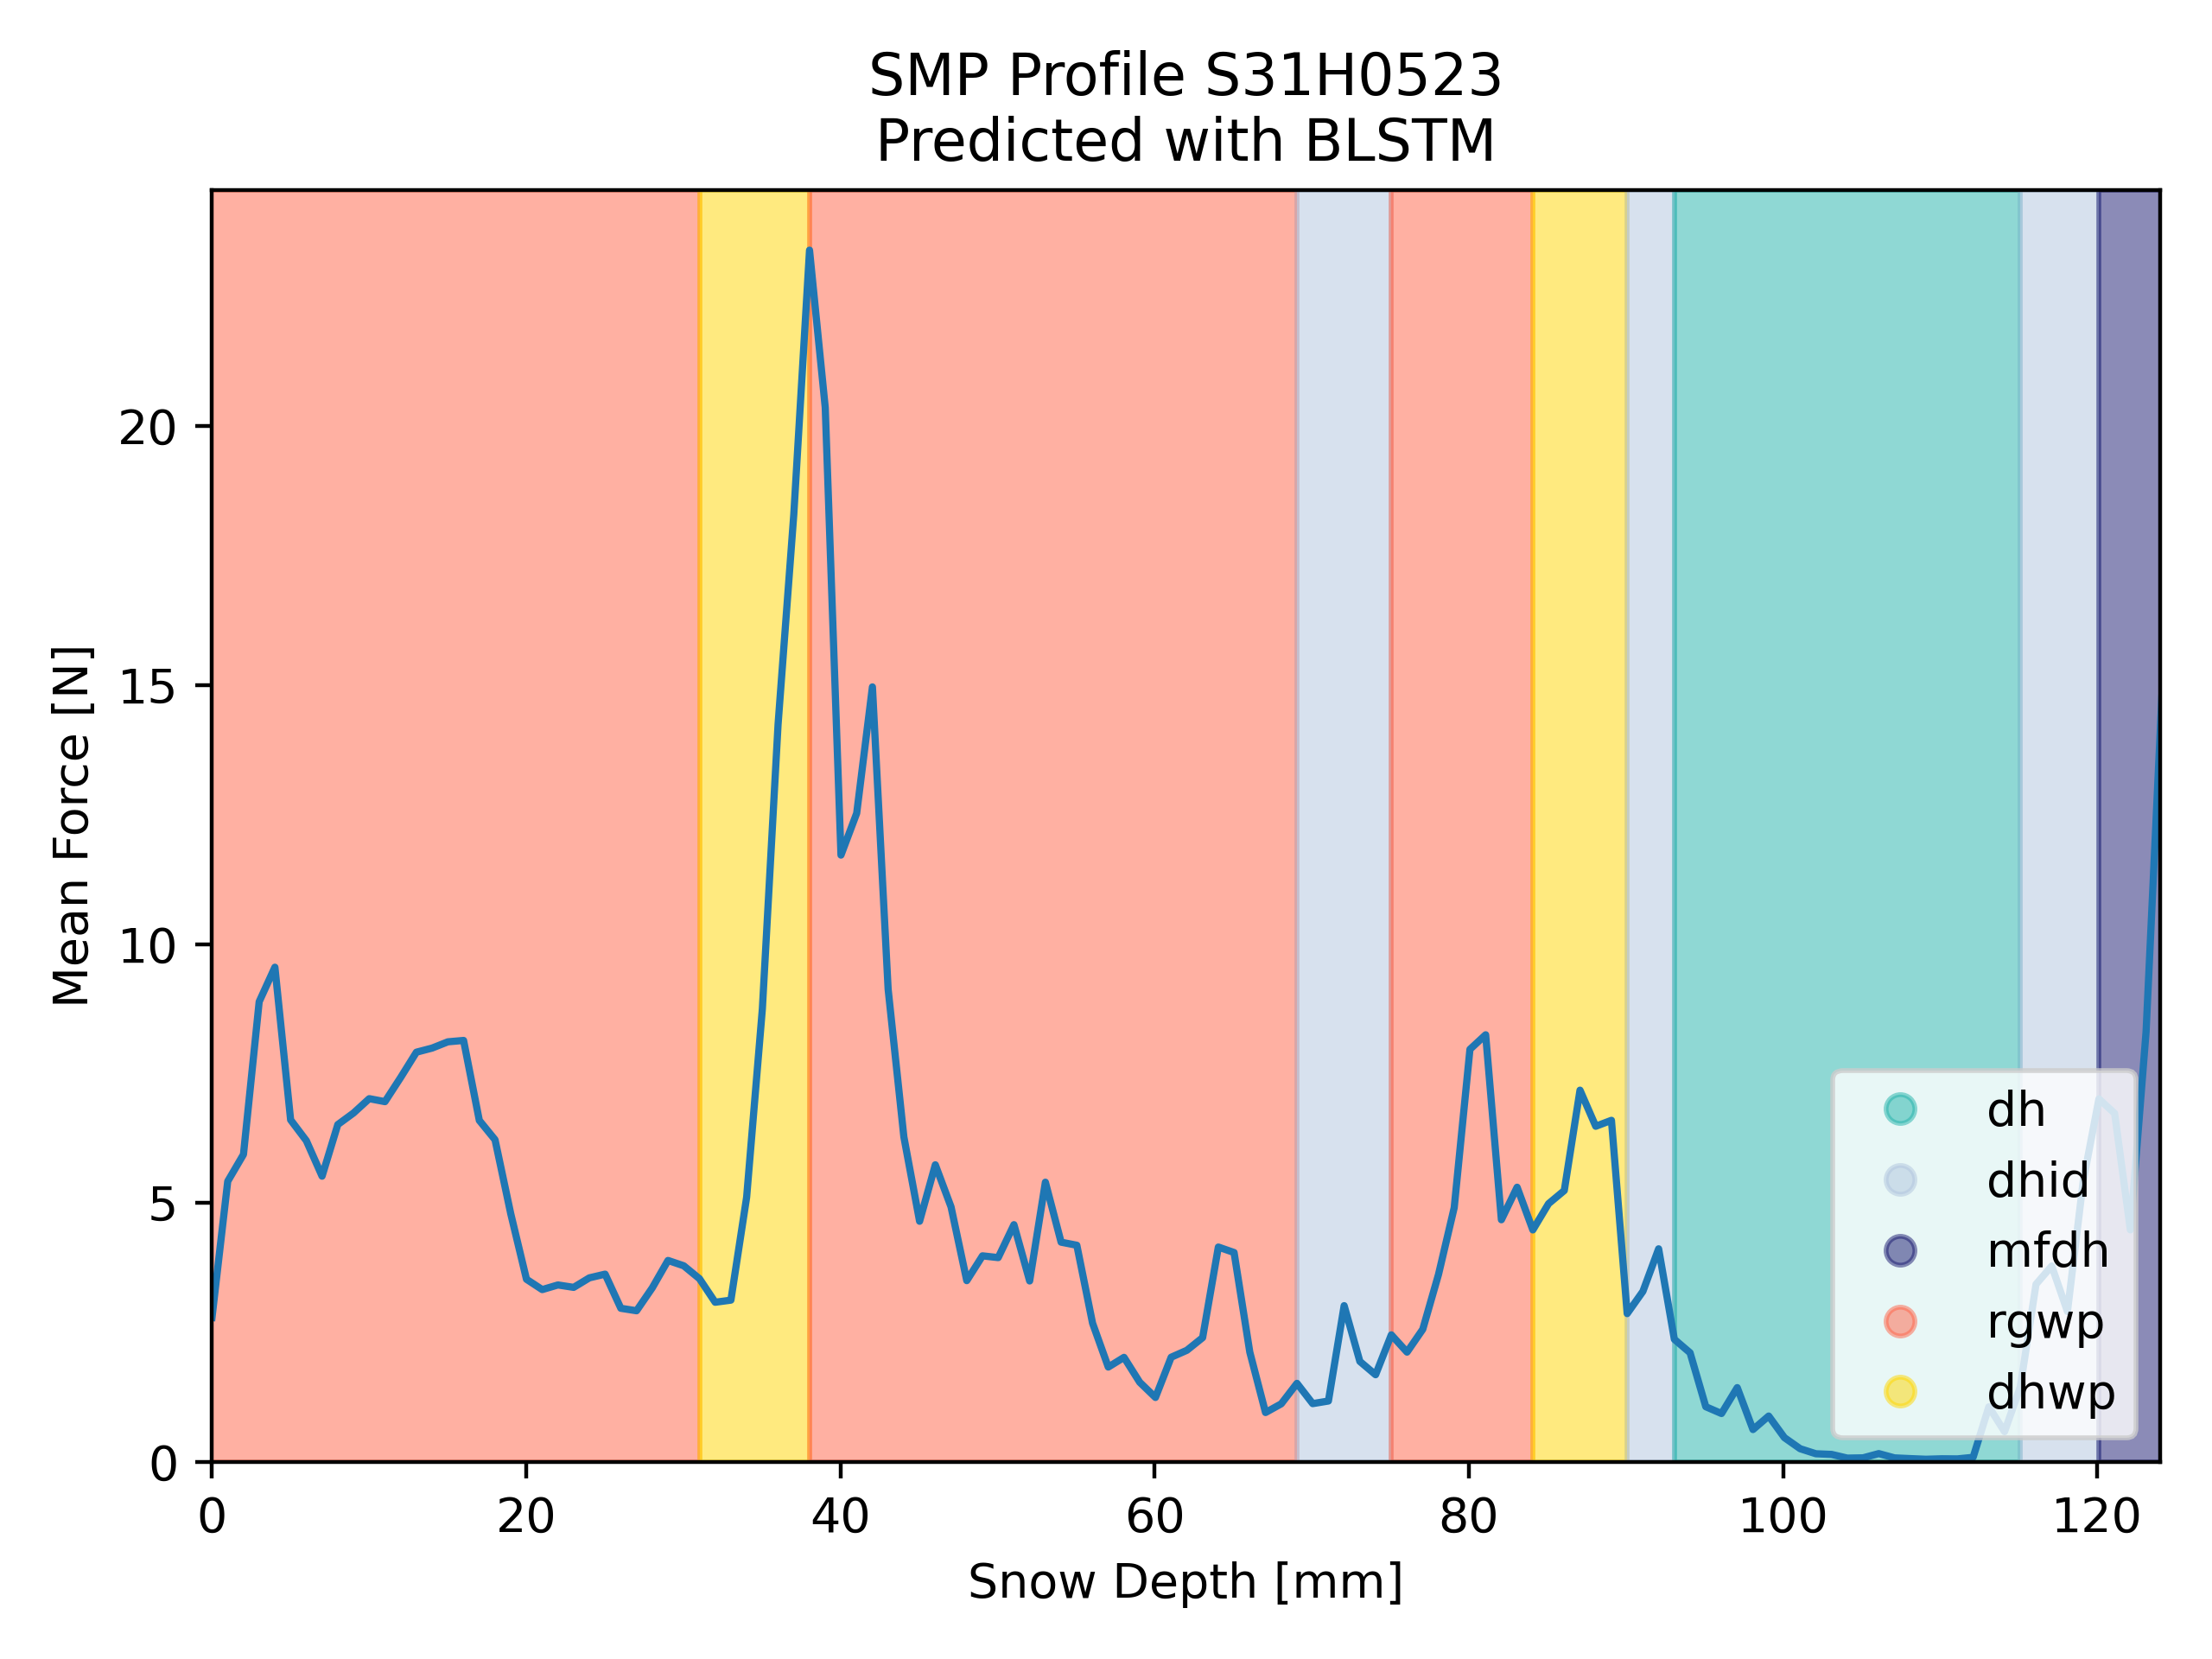 SMP Profile S31H0523
Predicted with BLSTM
Mean Force [N]
20
15
10
5
0
dh
dhid
mfdh
rgwp
dhwp
0 20 40 60 80 100 120
Snow Depth [mm]